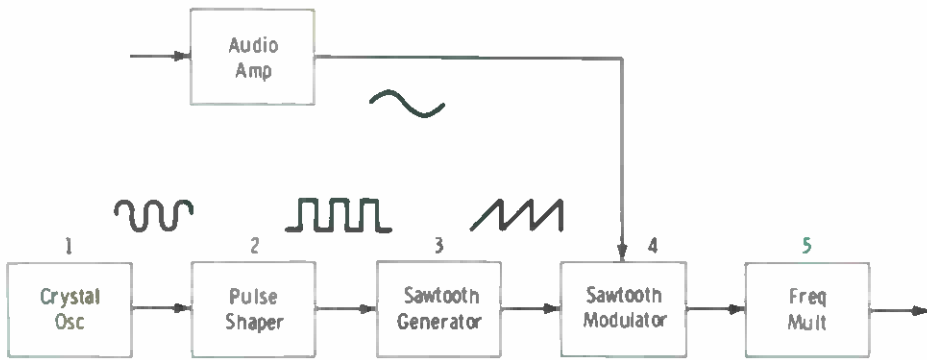 Audio
Amp
1
2
3
4
5
Crystal
Osc
Pulse
Shaper
Sawtooth
Generator
Sawtooth
Modulator
Freq
Mult